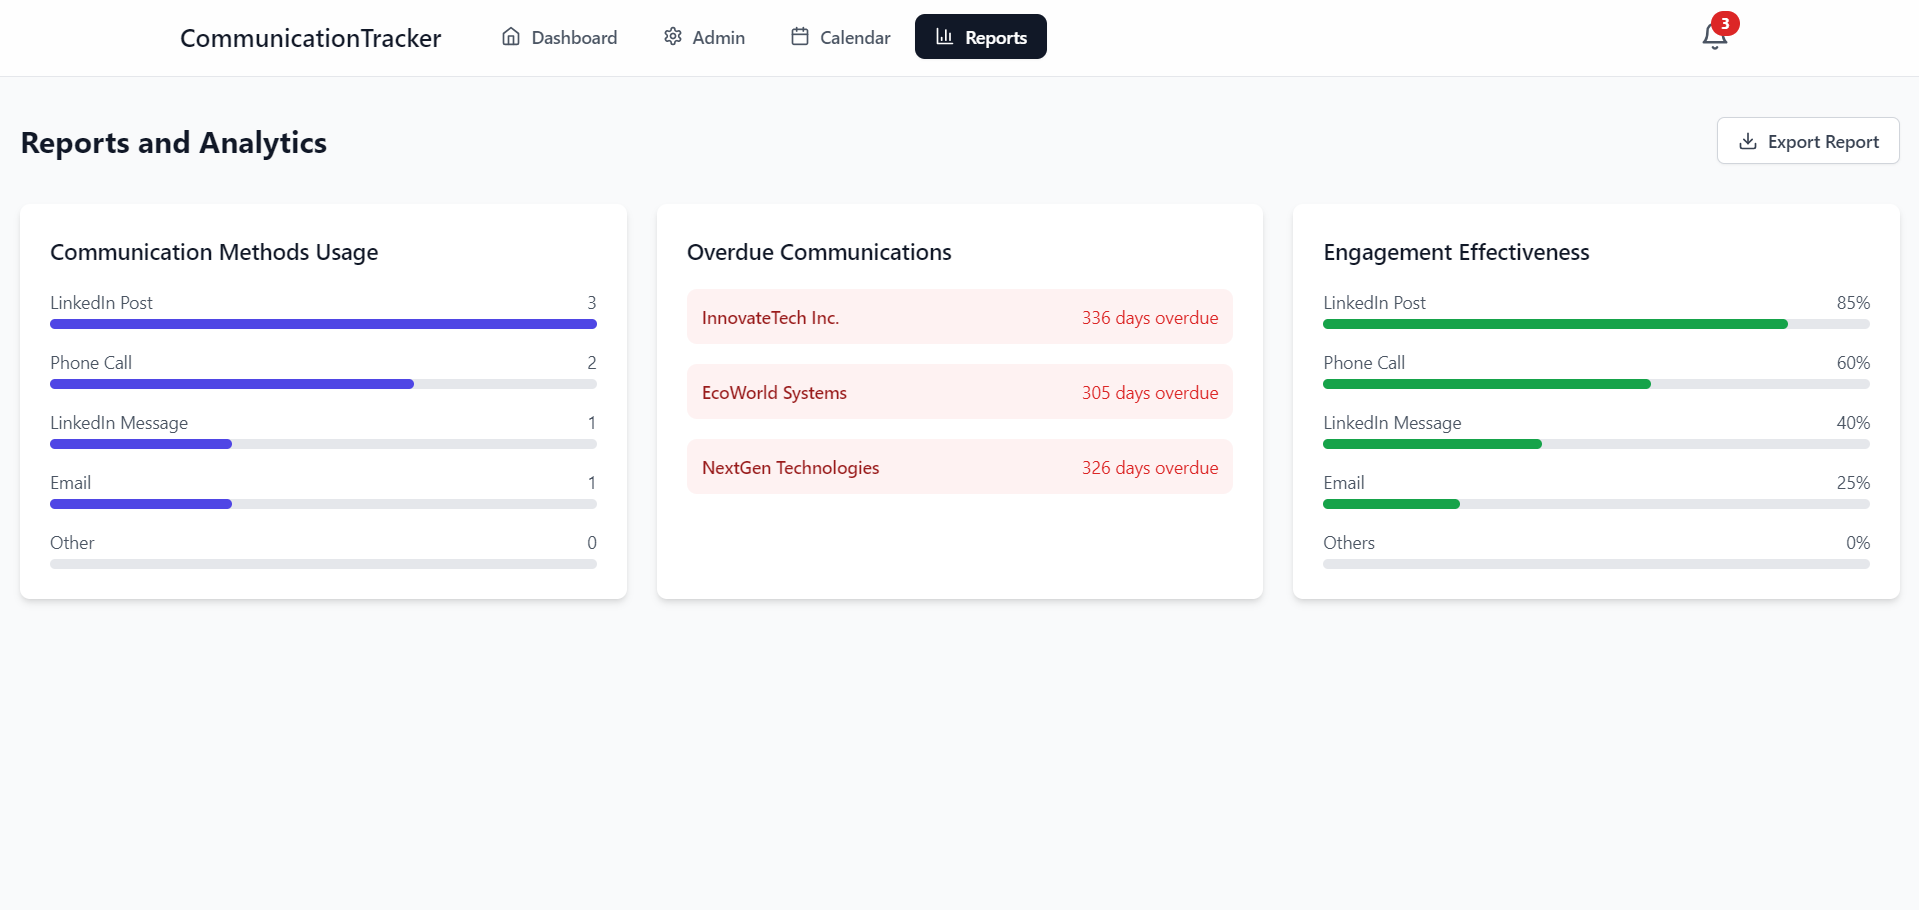 CommunicationTracker
Dashboard
Admin
Calendar
Reports
3
Reports and Analytics
Export Report
Communication Methods Usage
LinkedIn Post 3
Phone Call 2
LinkedIn Message 1
Email 1
Other 0
Overdue Communications
InnovateTech Inc. 336 days overdue
EcoWorld Systems 305 days overdue
NextGen Technologies 326 days overdue
Engagement Effectiveness
LinkedIn Post 85%
Phone Call 60%
LinkedIn Message 40%
Email 25%
Others 0%